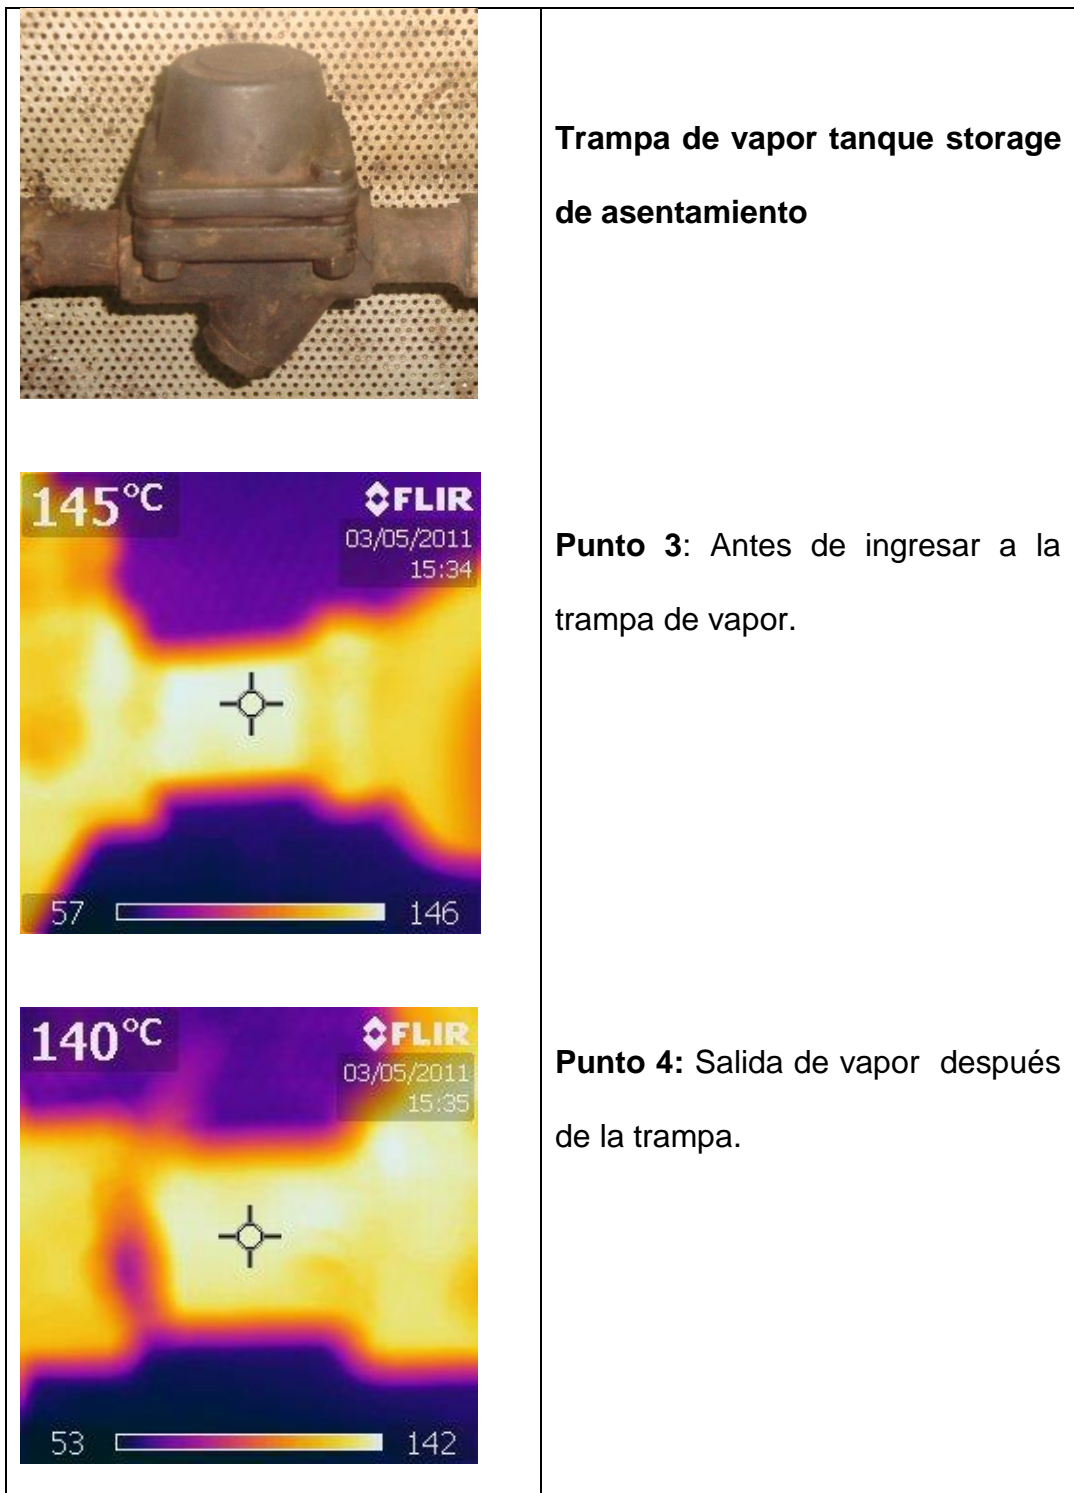 Trampa de vapor tanque storage
de asentamiento
145°C
FLIR
03/05/2011
15:34
57
146
Punto 3: Antes de ingresar a la
trampa de vapor.
140°C
FLIR
03/05/2011
15:35
53
142
Punto 4: Salida de vapor después
de la trampa.